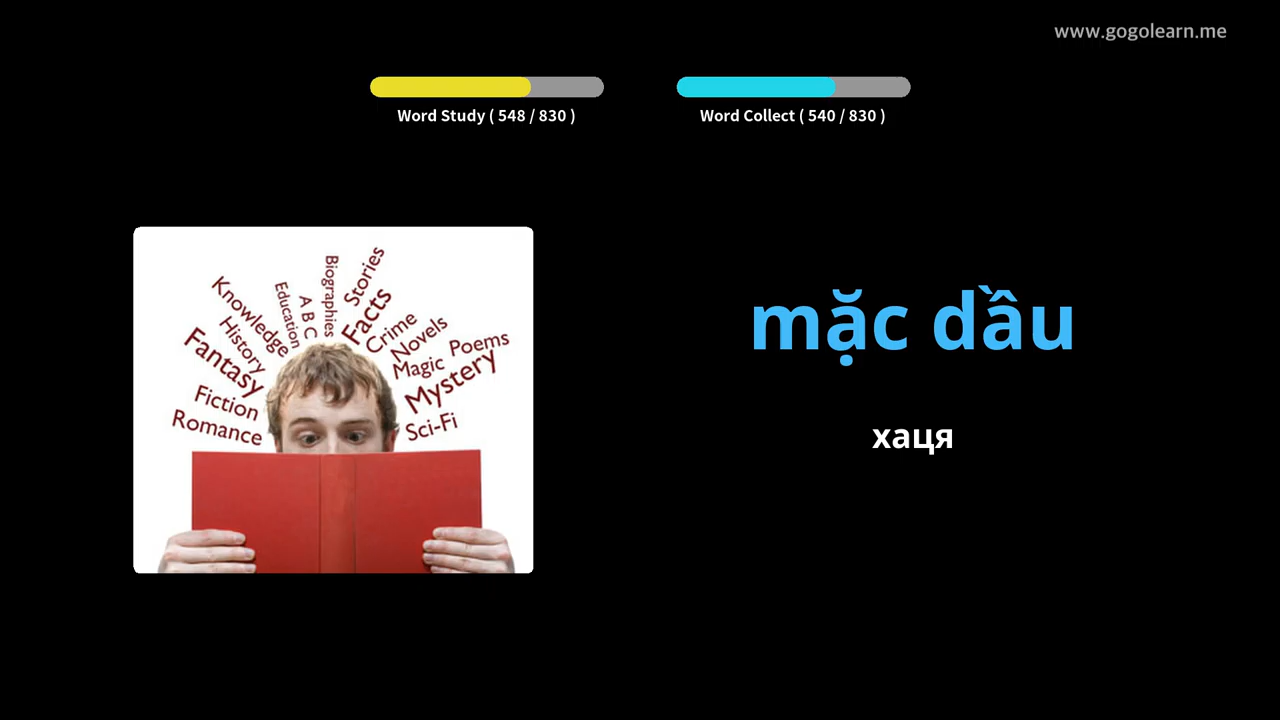 www.gogolearn.me
Word Study ( 548 / 830 )
Word Collect ( 540 / 830 )
Knowledge
Education
A B C
Biographies
Stories
Facts
Crime
Novels
Poems
Magic
Mystery
Sci-Fi
History
Fantasy
Fiction
Romance
mặc dầu
хаця